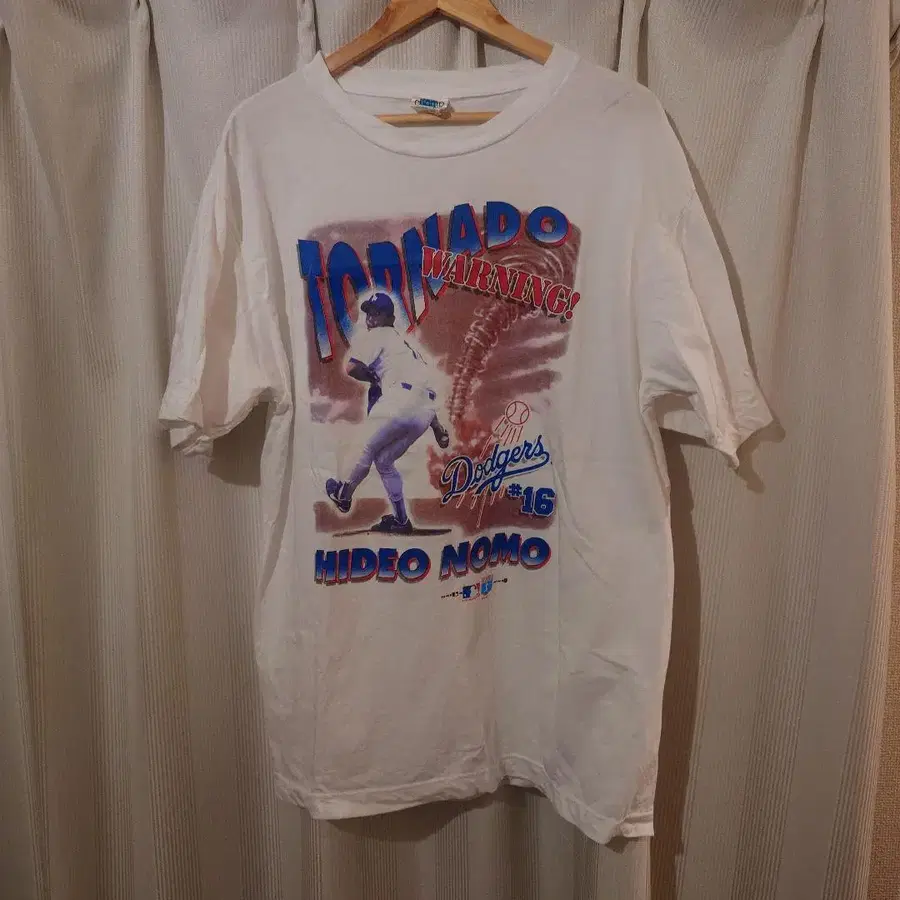 TORNADO
WARNING!
Dodgers
#16
HIDEO NOMO